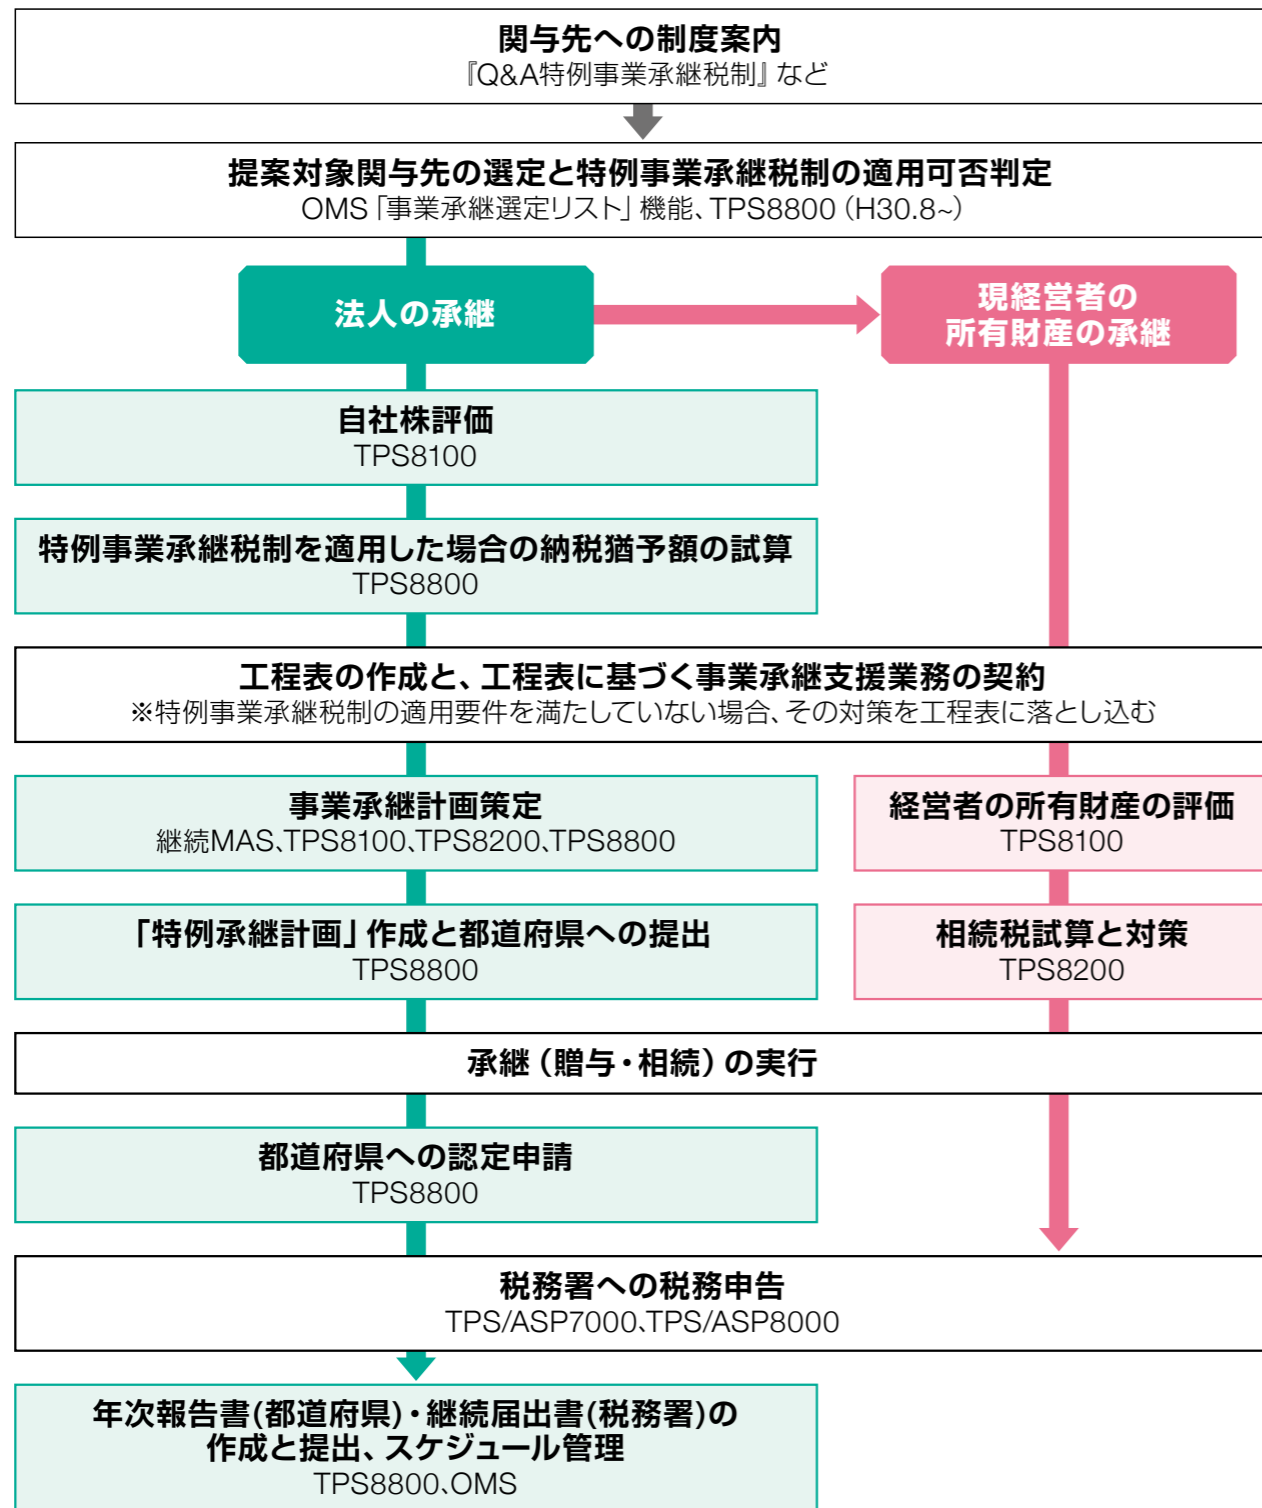 関与先への制度案内
『Q&A特例事業承継税制』など
提案対象関与先の選定と特例事業承継税制の適用可否判定
OMS「事業承継選定リスト」機能、TPS8800（H30.8~）
法人の承継
現経営者の
所有財産の承継
自社株評価
TPS8100
特例事業承継税制を適用した場合の納税猶予額の試算
TPS8800
工程表の作成と、工程表に基づく事業承継支援業務の契約
※特例事業承継税制の適用要件を満たしていない場合、その対策を工程表に落とし込む
事業承継計画策定
継続MAS、TPS8100、TPS8200、TPS8800
経営者の所有財産の評価
TPS8100
「特例承継計画」作成と都道府県への提出
TPS8800
相続税試算と対策
TPS8200
承継（贈与・相続）の実行
都道府県への認定申請
TPS8800
税務署への税務申告
TPS/ASP7000、TPS/ASP8000
年次報告書(都道府県)・継続届出書(税務署)の
作成と提出、スケジュール管理
TPS8800、OMS